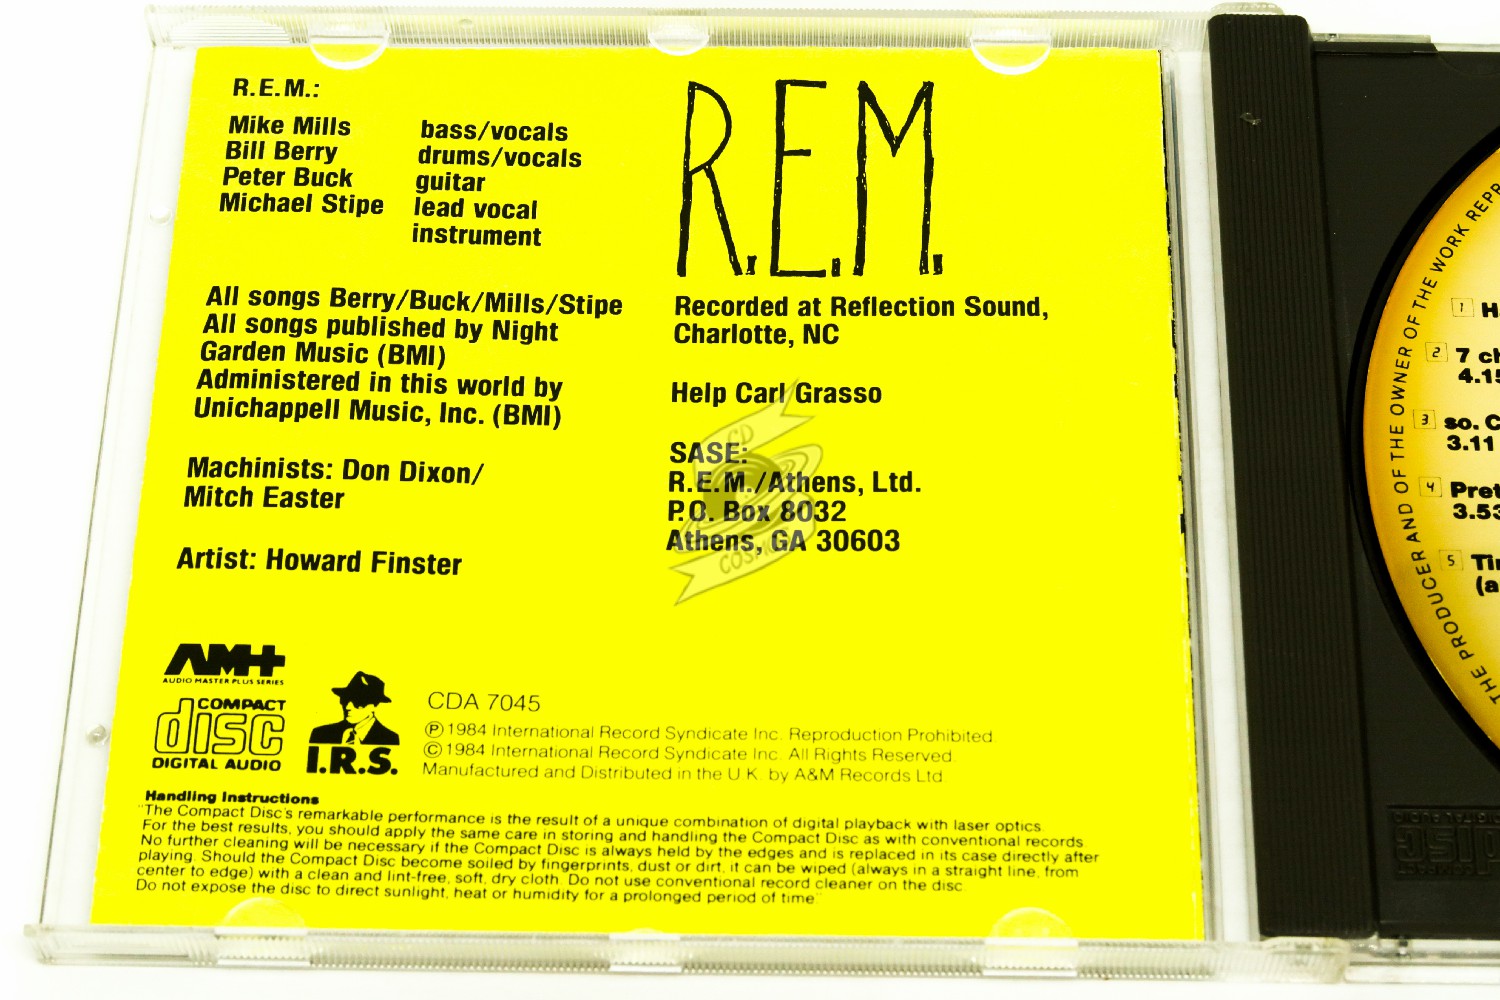 R.E.M.:
Mike Mills bass/vocals
Bill Berry drums/vocals
Peter Buck guitar
Michael Stipe lead vocal
instrument
All songs Berry/Buck/Mills/Stipe
All songs published by Night
Garden Music (BMI)
Administered in this world by
Unichappell Music, Inc. (BMI)
Machinists: Don Dixon/
Mitch Easter
Artist: Howard Finster
R.E.M.
Recorded at Reflection Sound,
Charlotte, NC
Help Carl Grasso
SASE:
R.E.M./Athens, Ltd.
P.O. Box 8032
Athens, GA 30603
CD
COSMOS
AM+
AUDIO MASTER PLUS SERIES
COMPACT
disc
DIGITAL AUDIO
I.R.S.
CDA 7045
Ⓟ 1984 International Record Syndicate Inc. Reproduction Prohibited.
© 1984 International Record Syndicate Inc. All Rights Reserved.
Manufactured and Distributed in the U.K. by A&M Records Ltd
Handling Instructions
"The Compact Disc's remarkable performance is the result of a unique combination of digital playback with laser optics.
For the best results, you should apply the same care in storing and handling the Compact Disc as with conventional records.
No further cleaning will be necessary if the Compact Disc is always held by the edges and is replaced in its case directly after
playing. Should the Compact Disc become soiled by fingerprints, dust or dirt, it can be wiped (always in a straight line, from
center to edge) with a clean and lint-free, soft, dry cloth. Do not use conventional record cleaner on the disc.
Do not expose the disc to direct sunlight, heat or humidity for a prolonged period of time."
THE PRODUCER AND OF THE OWNER OF THE WORK REPR
1 H
2 7 ch
4.15
3 so. C
3.11
4 Pret
3.53
5 Tim
(a
COMPACT
disc
DIGITAL AUDIO